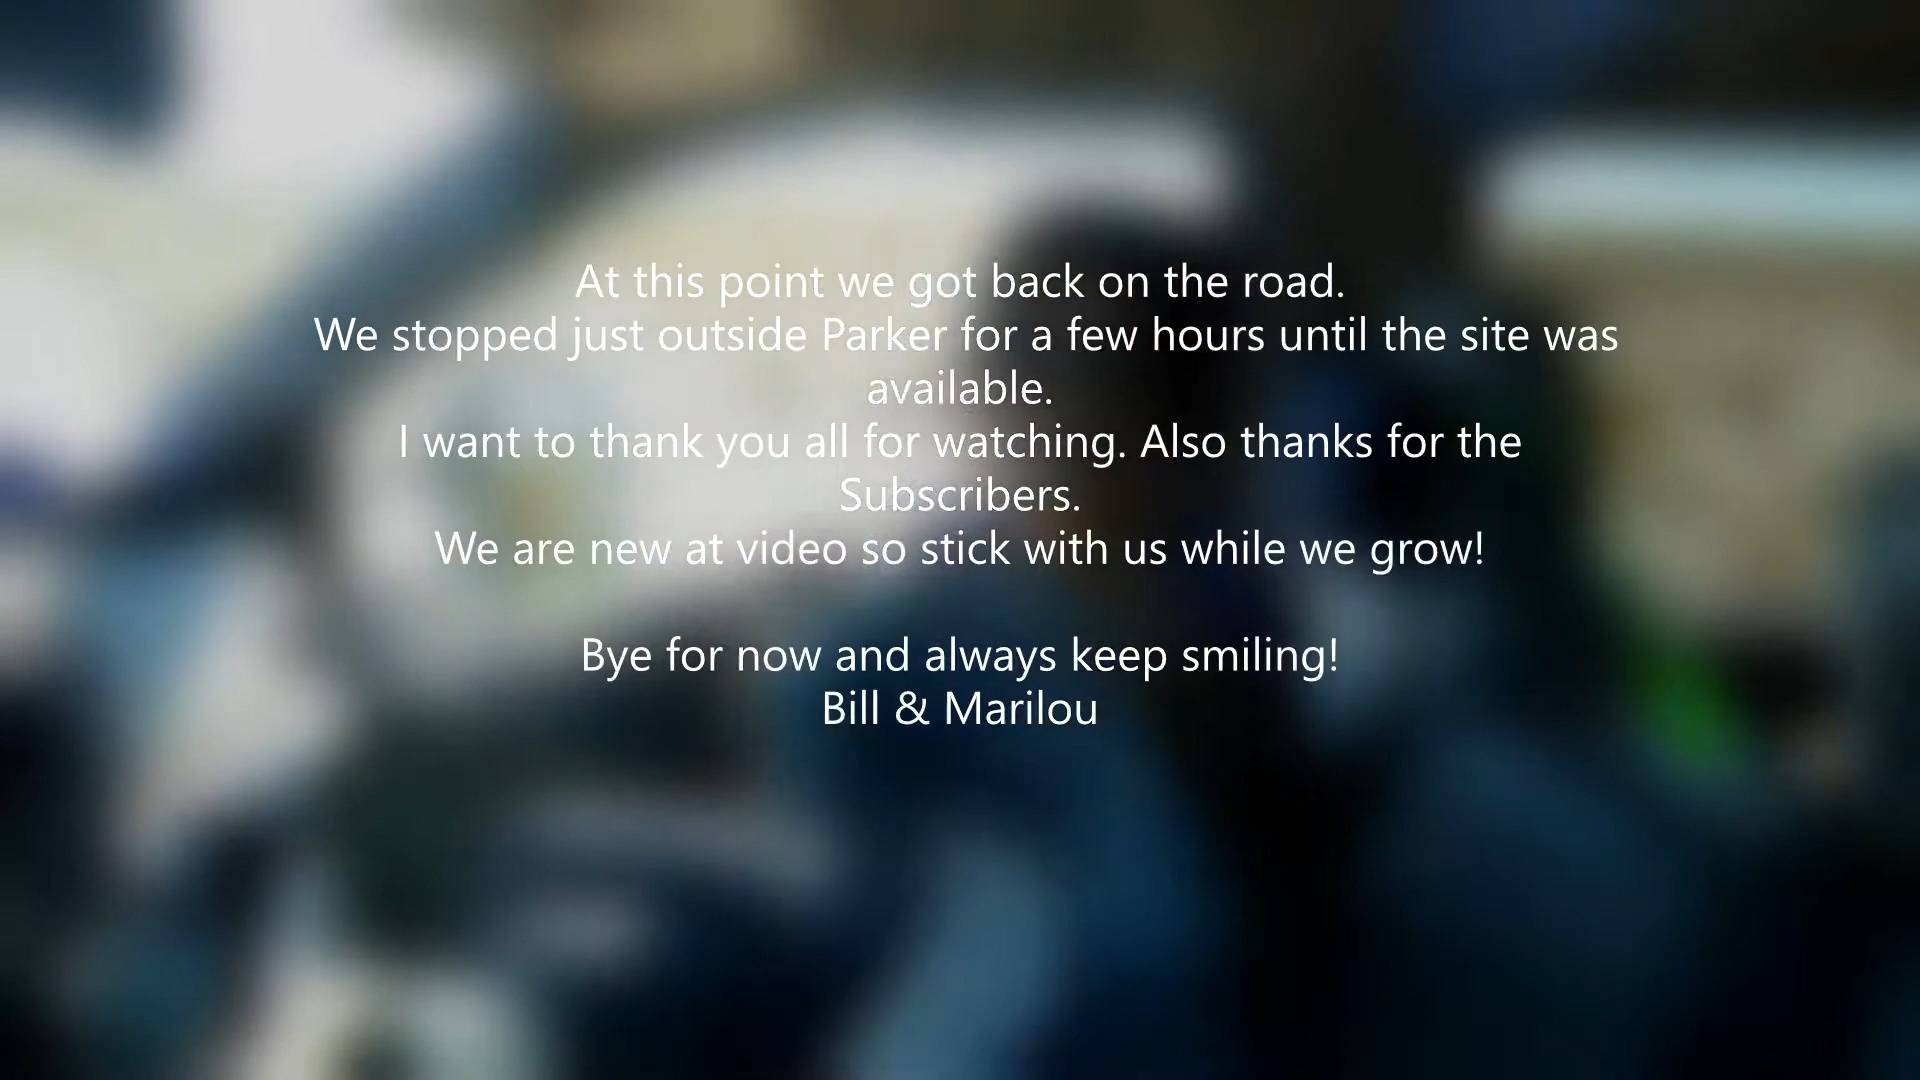 At this point we got back on the road.
We stopped just outside Parker for a few hours until the site was
available.
I want to thank you all for watching. Also thanks for the
Subscribers.
We are new at video so stick with us while we grow!
Bye for now and always keep smiling!
Bill & Marilou